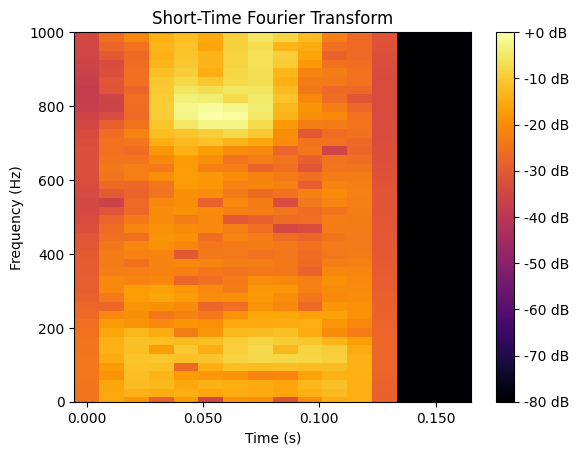 Short-Time Fourier Transform
1000
800
600
400
200
0
Frequency (Hz)
0.000
0.050
0.100
0.150
Time (s)
+0 dB
-10 dB
-20 dB
-30 dB
-40 dB
-50 dB
-60 dB
-70 dB
-80 dB